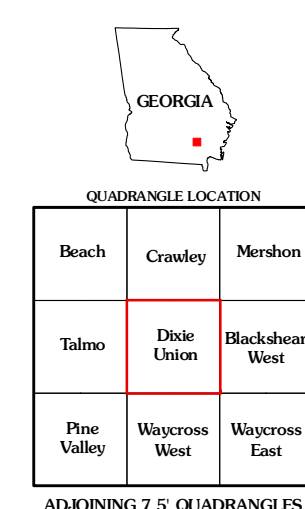 GEORGIA
QUADRANGLE LOCATION
Beach Crawley Mershon
Talmo Dixie Union Blackshear West
Pine Valley Waycross West Waycross East
ADJOINING 7.5' QUADRANGLES